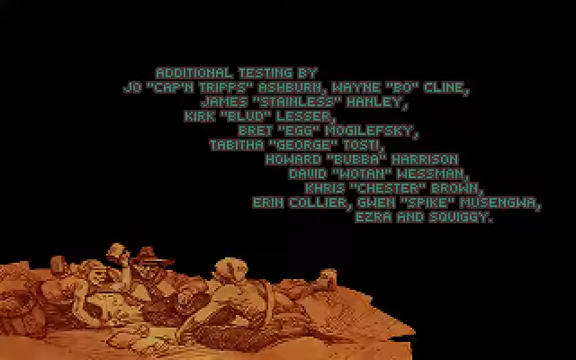 ADDITIONAL TESTING BY
JO "CAP'N TRIPPS" ASHBURN, WAYNE "BO" CLINE,
JAMES "STAINLESS" HANLEY,
KIRK "BLUD" LESSER,
BRET "EGG" MOGILEFSKY,
TABITHA "GEORGE" TOSTI,
HOWARD "BUBBA" HARRISON
DAVID "WOTAN" WESSMAN,
KHRIS "CHESTER" BROWN,
ERIN COLLIER, GWEN "SPIKE" MUSENGWA,
EZRA AND SQUIGGY.